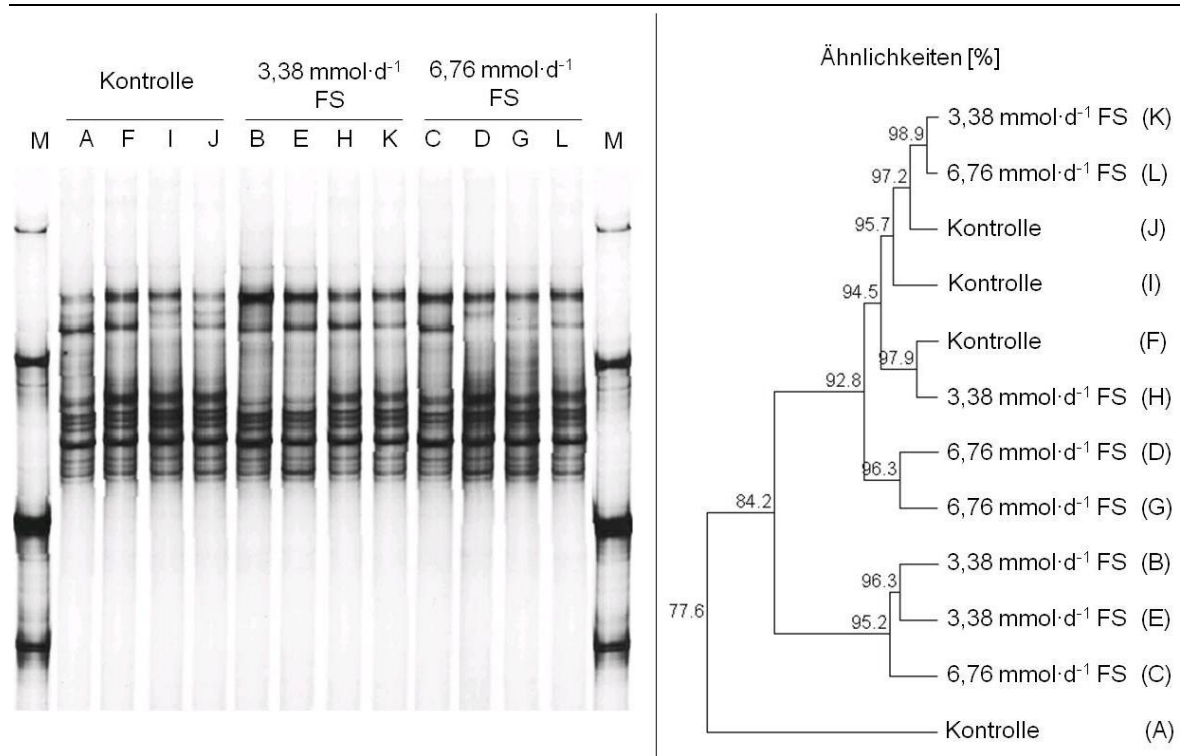 Kontrolle
3,38 mmol·d⁻¹
FS
6,76 mmol·d⁻¹
FS
M A F I J B E H K C D G L M
Ähnlichkeiten [%]
3,38 mmol·d⁻¹ FS (K)
98.9
6,76 mmol·d⁻¹ FS (L)
97.2
Kontrolle (J)
95.7
Kontrolle (I)
94.5
Kontrolle (F)
97.9
3,38 mmol·d⁻¹ FS (H)
92.8
6,76 mmol·d⁻¹ FS (D)
96.3
6,76 mmol·d⁻¹ FS (G)
84.2
3,38 mmol·d⁻¹ FS (B)
96.3
3,38 mmol·d⁻¹ FS (E)
95.2
6,76 mmol·d⁻¹ FS (C)
77.6
Kontrolle (A)